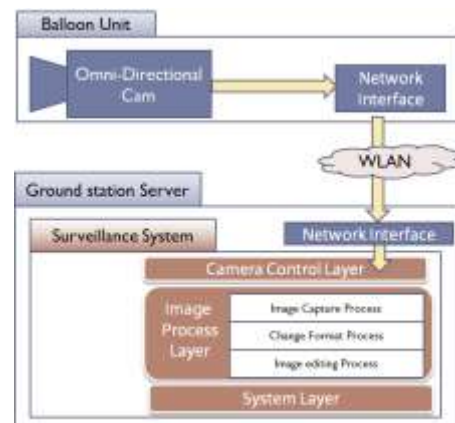 Balloon Unit
Omni-Directional
Cam
Network
Interface
WLAN
Ground station Server
Surveillance System
Network Interface
Camera Control Layer
Image
Process
Layer
Image Capture Process
Change Format Process
Image editing Process
System Layer